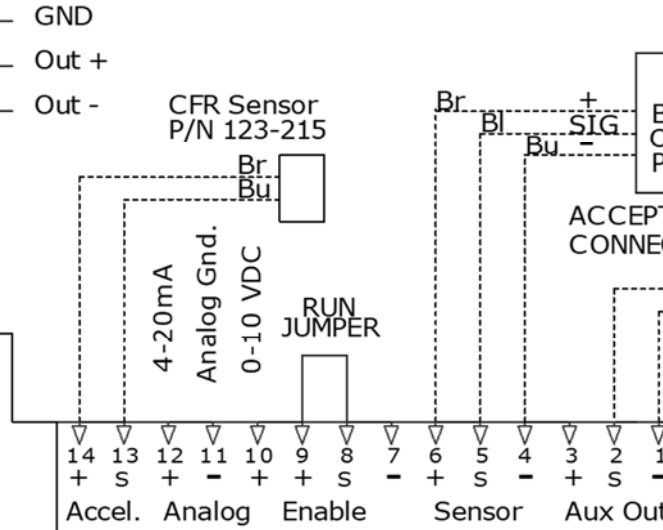 GND
Out +
Out -
CFR Sensor
P/N 123-215
Br
Bu
Br
Bl
Bu
+
SIG
-
E
C
P
ACCEPT
CONNE
4-20mA
Analog Gnd.
0-10 VDC
RUN
JUMPER
14 13 12 11 10 9 8 7 6 5 4 3 2 1
+ S + - + + S - + S - + S -
Accel. Analog Enable Sensor Aux Out